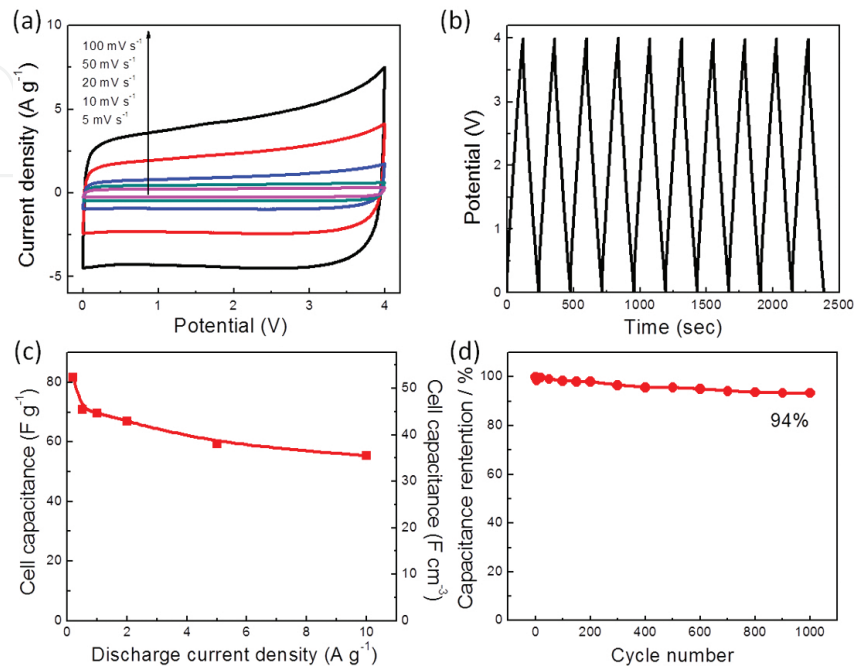 (a)
10
5
0
-5
0
1
2
3
4
100 mV s-1
50 mV s-1
20 mV s-1
10 mV s-1
5 mV s-1
Current density (A g-1)
Potential (V)
(b)
4
3
2
1
0
0
500
1000
1500
2000
2500
Potential (V)
Time (sec)
(c)
80
60
40
20
0
50
40
30
20
10
0
0
2
4
6
8
10
Cell capacitance (F g-1)
Cell capacitance (F cm-3)
Discharge current density (A g-1)
(d)
100
80
60
40
20
0
0
200
400
600
800
1000
94%
Capacitance rentention / %
Cycle number